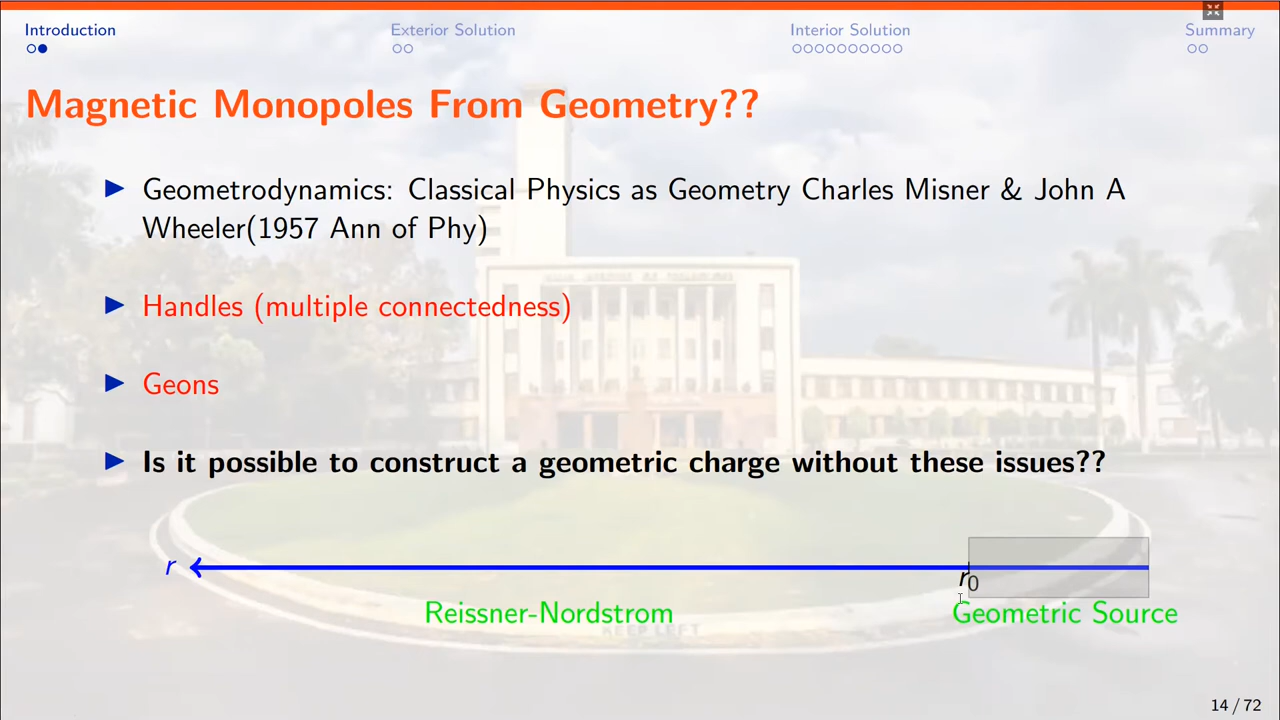 Introduction
Exterior Solution
Interior Solution
Summary
Magnetic Monopoles From Geometry??
Geometrodynamics: Classical Physics as Geometry Charles Misner & John A
Wheeler(1957 Ann of Phy)
Handles (multiple connectedness)
Geons
Is it possible to construct a geometric charge without these issues??
r
r0
Reissner-Nordstrom
Geometric Source
KEEP LEFT
14 / 72